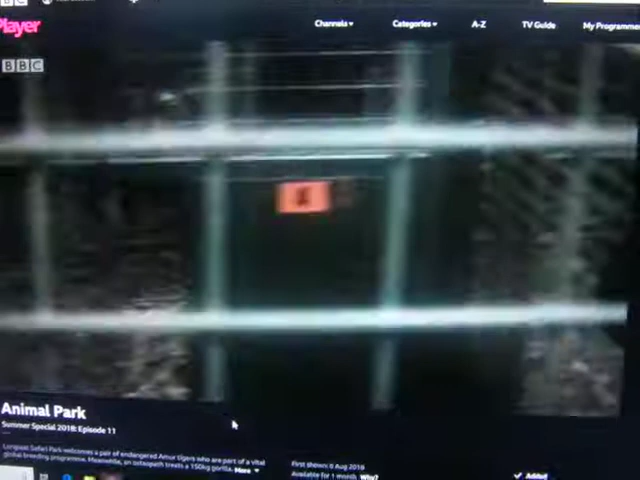 Player
Channels
Categories
A-Z
TV Guide
My Programme
BBC
Animal Park
Summer Special 2018: Episode 11
Longleat Safari Park welcomes a pair of endangered Amur tigers who are part of a vital
global breeding programme. Meanwhile, an osteopath treats a 150kg gorilla. More
First shown: 6 Aug 2018
Available for 1 month Why?
Added